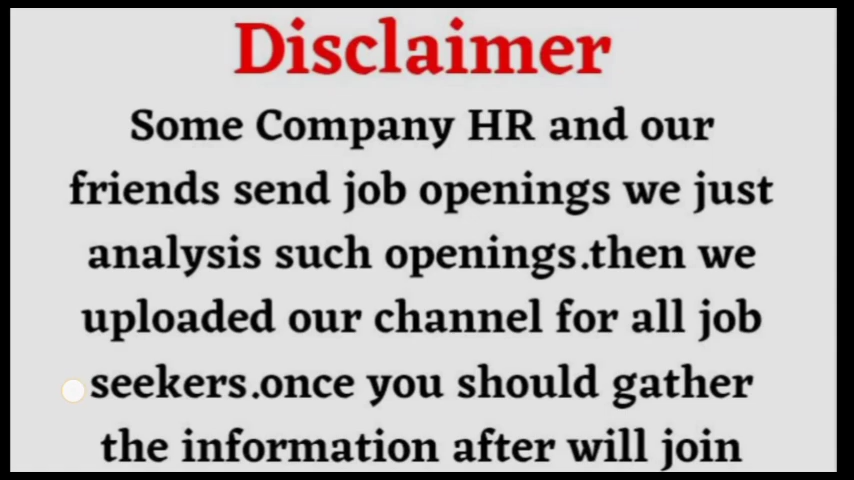 Disclaimer
Some Company HR and our
friends send job openings we just
analysis such openings.then we
uploaded our channel for all job
seekers.once you should gather
the information after will join